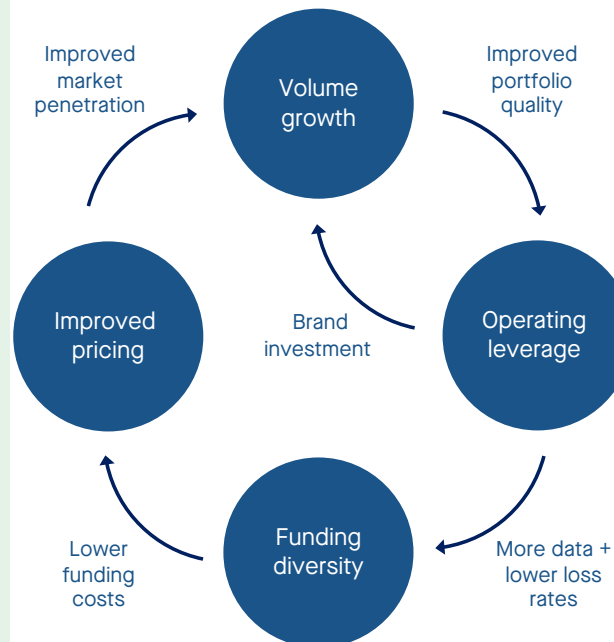 Improved
market
penetration
Volume
growth
Improved
portfolio
quality
Improved
pricing
Brand
investment
Operating
leverage
Lower
funding
costs
Funding
diversity
More data +
lower loss
rates